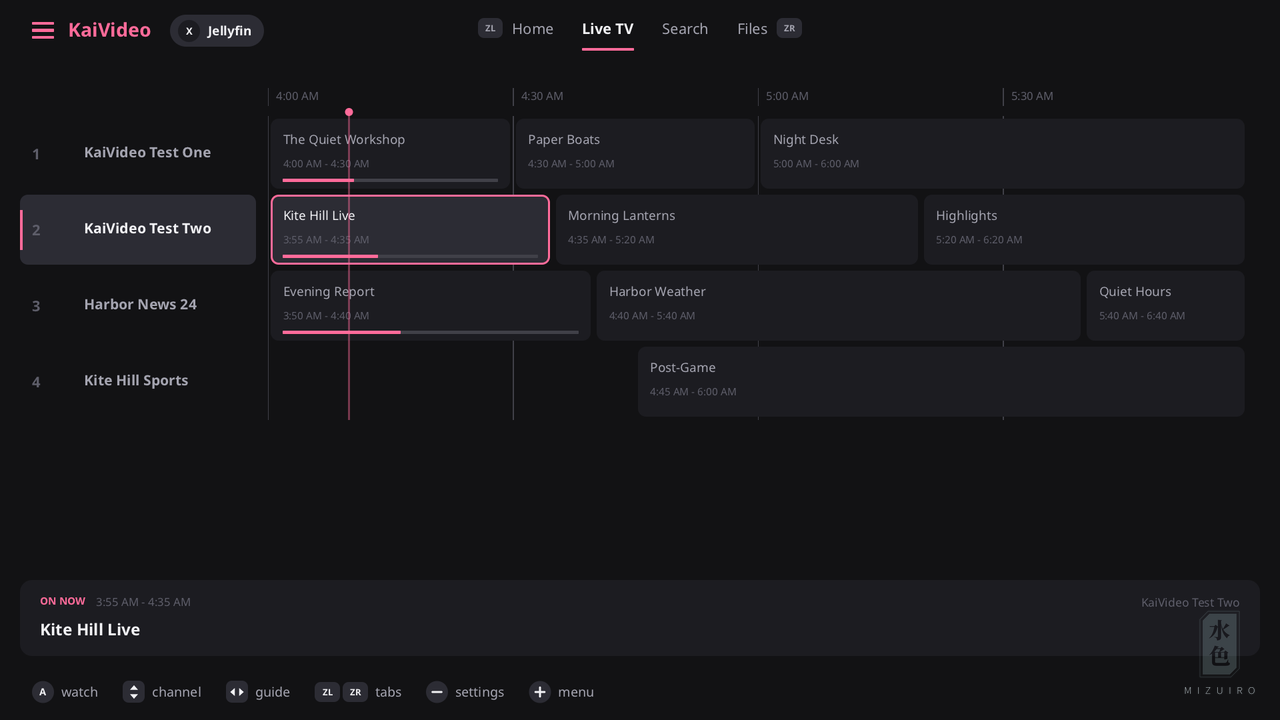 KaiVideo
X Jellyfin
ZL Home Live TV Search Files ZR
4:00 AM 4:30 AM 5:00 AM 5:30 AM
1 KaiVideo Test One
The Quiet Workshop
4:00 AM - 4:30 AM
Paper Boats
4:30 AM - 5:00 AM
Night Desk
5:00 AM - 6:00 AM
2 KaiVideo Test Two
Kite Hill Live
3:55 AM - 4:35 AM
Morning Lanterns
4:35 AM - 5:20 AM
Highlights
5:20 AM - 6:20 AM
3 Harbor News 24
Evening Report
3:50 AM - 4:40 AM
Harbor Weather
4:40 AM - 5:40 AM
Quiet Hours
5:40 AM - 6:40 AM
4 Kite Hill Sports
Post-Game
4:45 AM - 6:00 AM
ON NOW 3:55 AM - 4:35 AM
KaiVideo Test Two
Kite Hill Live
水色
MIZUIRO
A watch channel guide ZL ZR tabs settings menu